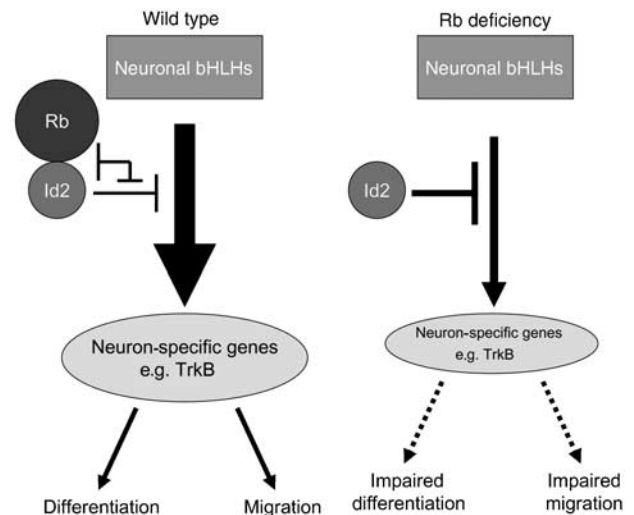 Wild type
Neuronal bHLHs
Rb
Id2
Neuron-specific genes
e.g. TrkB
Differentiation
Migration
Rb deficiency
Neuronal bHLHs
Id2
Neuron-specific genes
e.g. TrkB
Impaired
differentiation
Impaired
migration